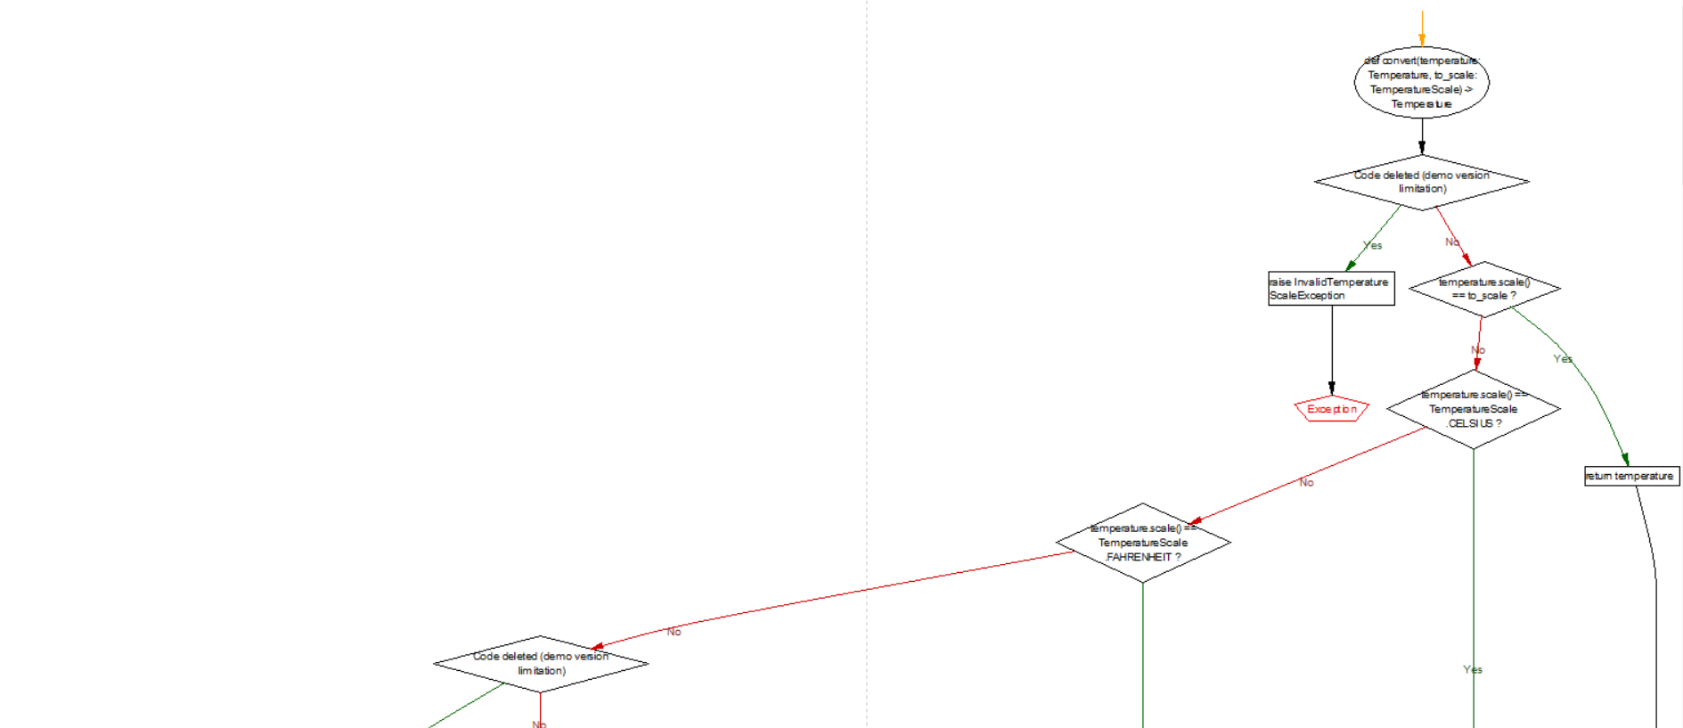 def convert(temperature:
Temperature, to_scale:
TemperatureScale) ->
Temperature
Code deleted (demo version
limitation)
Yes
No
raise InvalidTemperature
ScaleException
temperature.scale()
== to_scale ?
No
Yes
Exception
temperature.scale() ==
TemperatureScale
.CELSIUS ?
return temperature
No
temperature.scale() ==
TemperatureScale
.FAHRENHEIT ?
No
Code deleted (demo version
limitation)
Yes
No